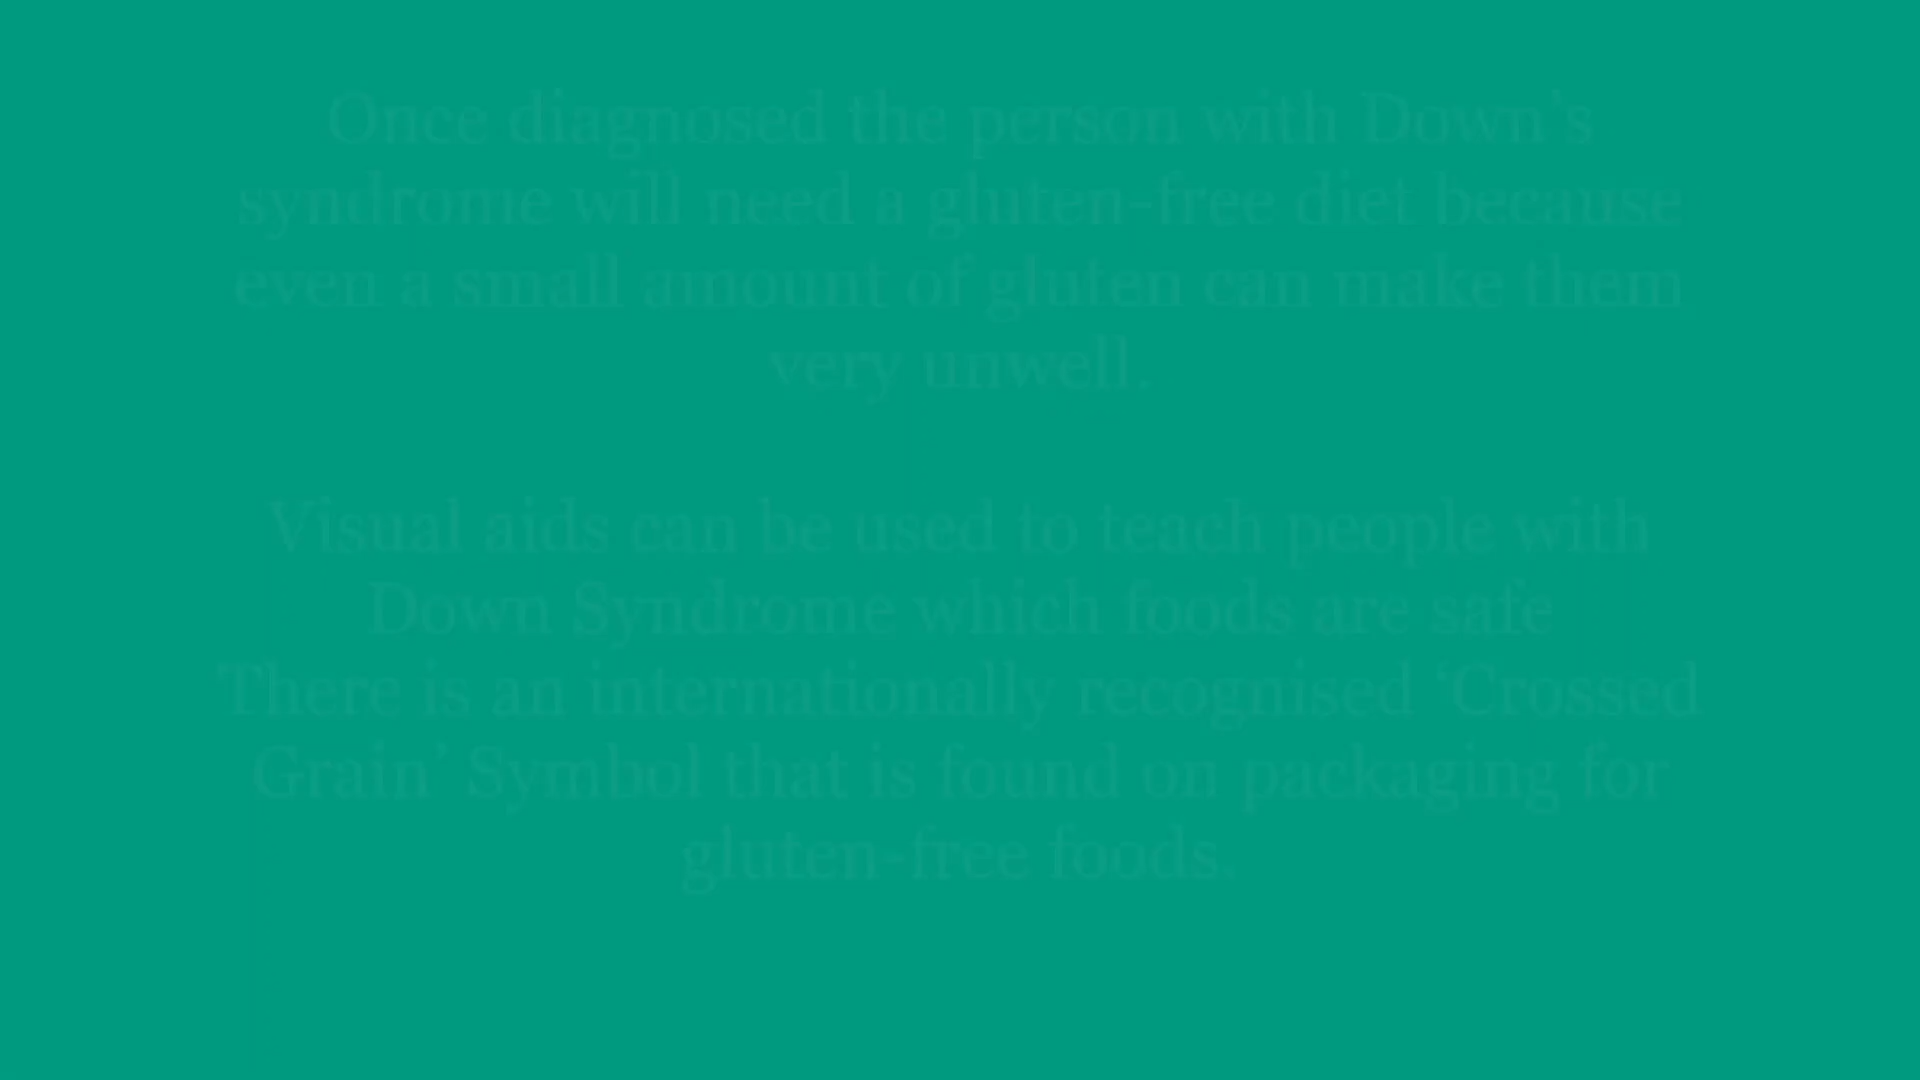 Once diagnosed the person with Down's
syndrome will need a gluten-free diet because
even a small amount of gluten can make them
very unwell.
Visual aids can be used to teach people with
Down Syndrome which foods are safe
There is an internationally recognised ‘Crossed
Grain’ Symbol that is found on packaging for
gluten-free foods.